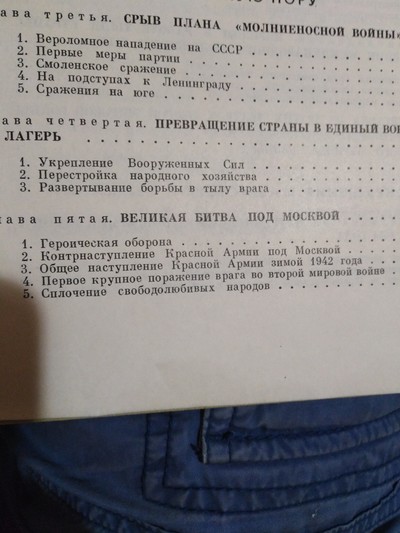 ПОРУ
ава третья. СРЫВ ПЛАНА «МОЛНИЕНОСНОЙ ВОЙНЫ»
1. Вероломное нападение на СССР
2. Первые меры партии
3. Смоленское сражение
4. На подступах к Ленинграду
5. Сражения на юге
ава четвертая. ПРЕВРАЩЕНИЕ СТРАНЫ В ЕДИНЫЙ ВОЕ
ЛАГЕРЬ
1. Укрепление Вооруженных Сил
2. Перестройка народного хозяйства
3. Развертывание борьбы в тылу врага
лава пятая. ВЕЛИКАЯ БИТВА ПОД МОСКВОЙ
1. Героическая оборона
2. Контрнаступление Красной Армии под Москвой
3. Общее наступление Красной Армии зимой 1942 года
4. Первое крупное поражение врага во второй мировой войне
5. Сплочение свободолюбивых народов